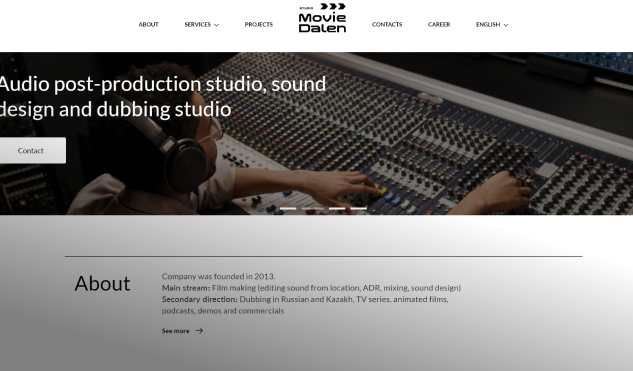 ABOUT
SERVICES
PROJECTS
STUDIO
Movie
Dalen
CONTACTS
CAREER
ENGLISH
Audio post-production studio, sound
design and dubbing studio
Contact
About
Company was founded in 2013.
Main stream: Film making (editing sound from location, ADR, mixing, sound design)
Secondary direction: Dubbing in Russian and Kazakh, TV series, animated films,
podcasts, demos and commercials
See more